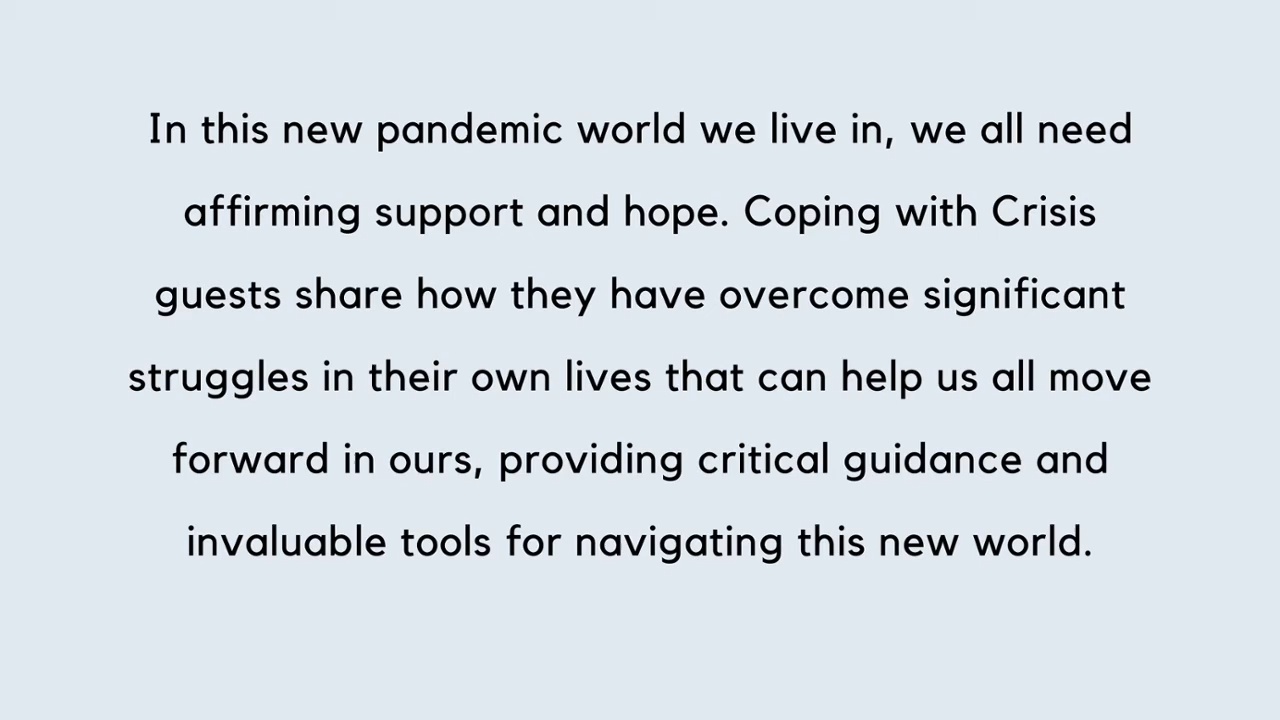 In this new pandemic world we live in, we all need
affirming support and hope. Coping with Crisis
guests share how they have overcome significant
struggles in their own lives that can help us all move
forward in ours, providing critical guidance and
invaluable tools for navigating this new world.